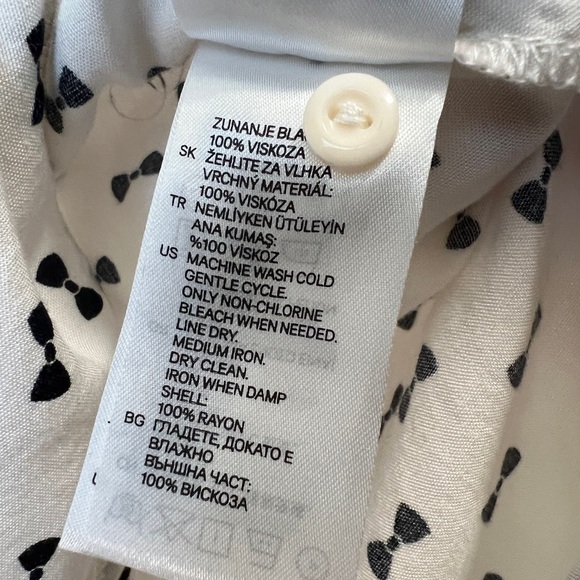 ZUNANJE
100% VISKOZA
SK ŽEHLITE ZA VLHKA
VRCHNÝ MATERIÁL:
100% VISKÓZA
TR NEMLİYKEN ÜTÜLEYİN
ANA KUMAŞ:
%100 VİSKOZ
US MACHINE WASH COLD
GENTLE CYCLE.
ONLY NON-CHLORINE
BLEACH WHEN NEEDED.
LINE DRY.
MEDIUM IRON.
DRY CLEAN.
IRON WHEN DAMP
SHELL:
100% RAYON
BG ГЛАДЕТЕ, ДОКАТО Е
ВЛАЖНО
ВЪНШНА ЧАСТ:
100% ВИСКОЗА